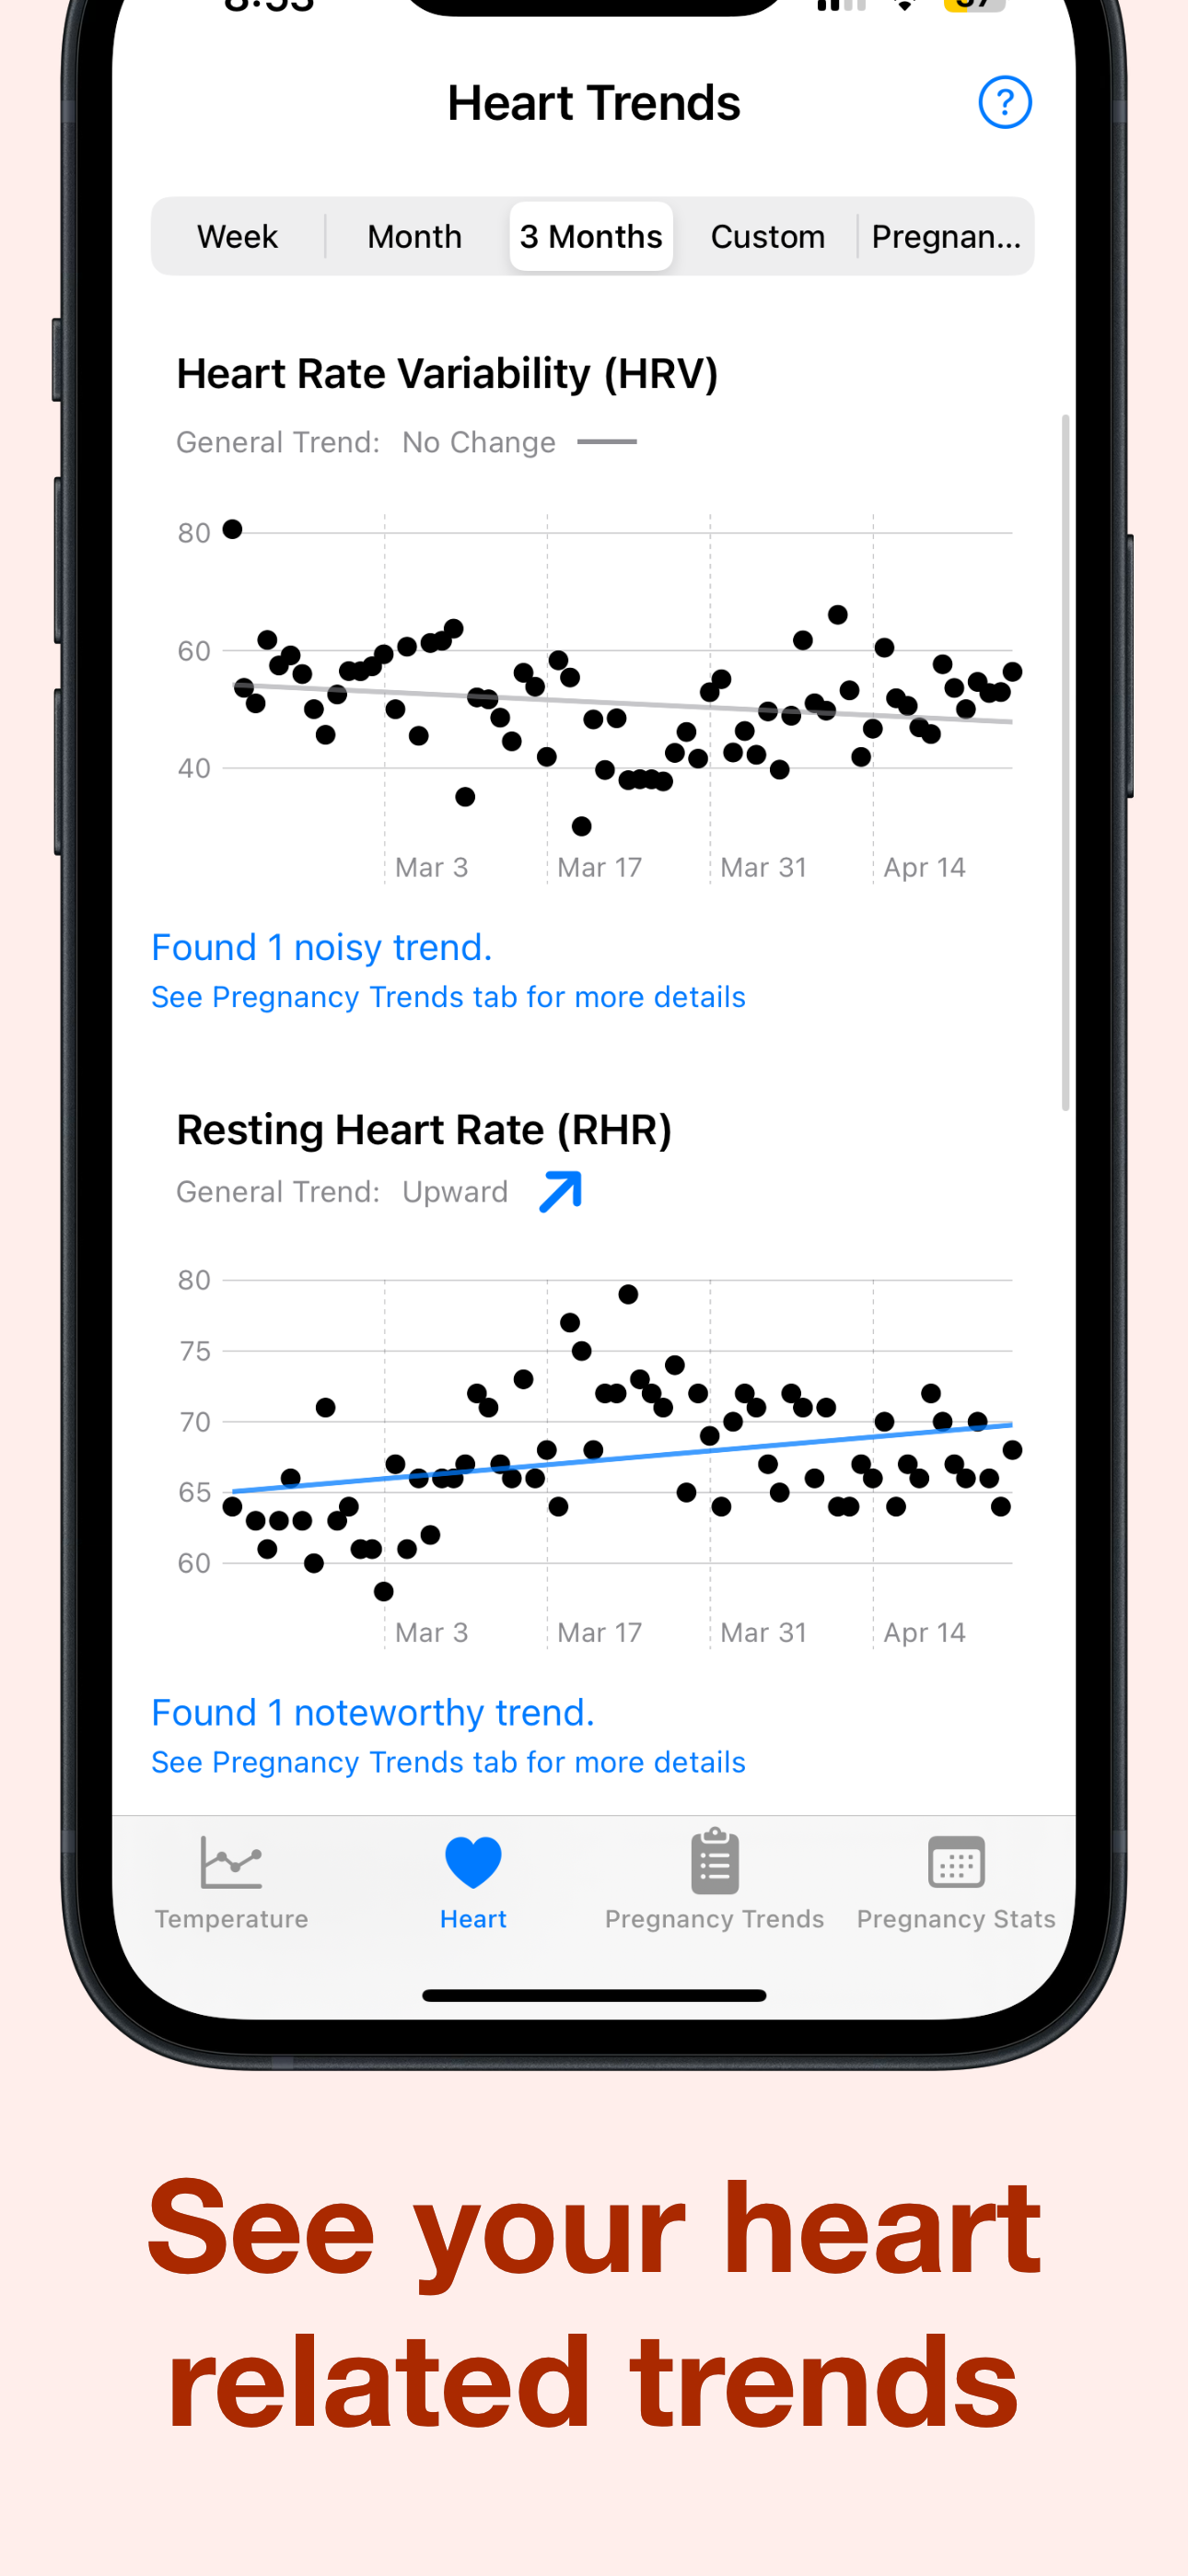 8:53
37
Heart Trends
?
Week Month 3 Months Custom Pregnan...
Heart Rate Variability (HRV)
General Trend: No Change
80
60
40
Mar 3 Mar 17 Mar 31 Apr 14
Found 1 noisy trend.
See Pregnancy Trends tab for more details
Resting Heart Rate (RHR)
General Trend: Upward
80
75
70
65
60
Mar 3 Mar 17 Mar 31 Apr 14
Found 1 noteworthy trend.
See Pregnancy Trends tab for more details
Temperature Heart Pregnancy Trends Pregnancy Stats
See your heart
related trends